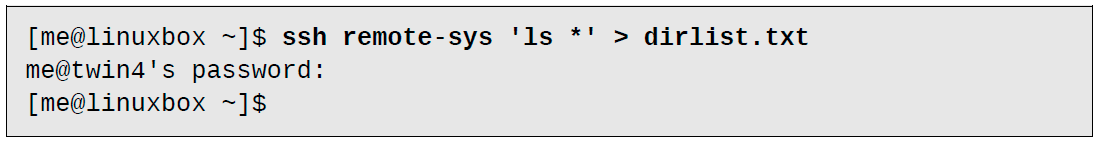 [me@linuxbox ~]$ ssh remote-sys 'ls *' > dirlist.txt
me@twin4's password:
[me@linuxbox ~]$